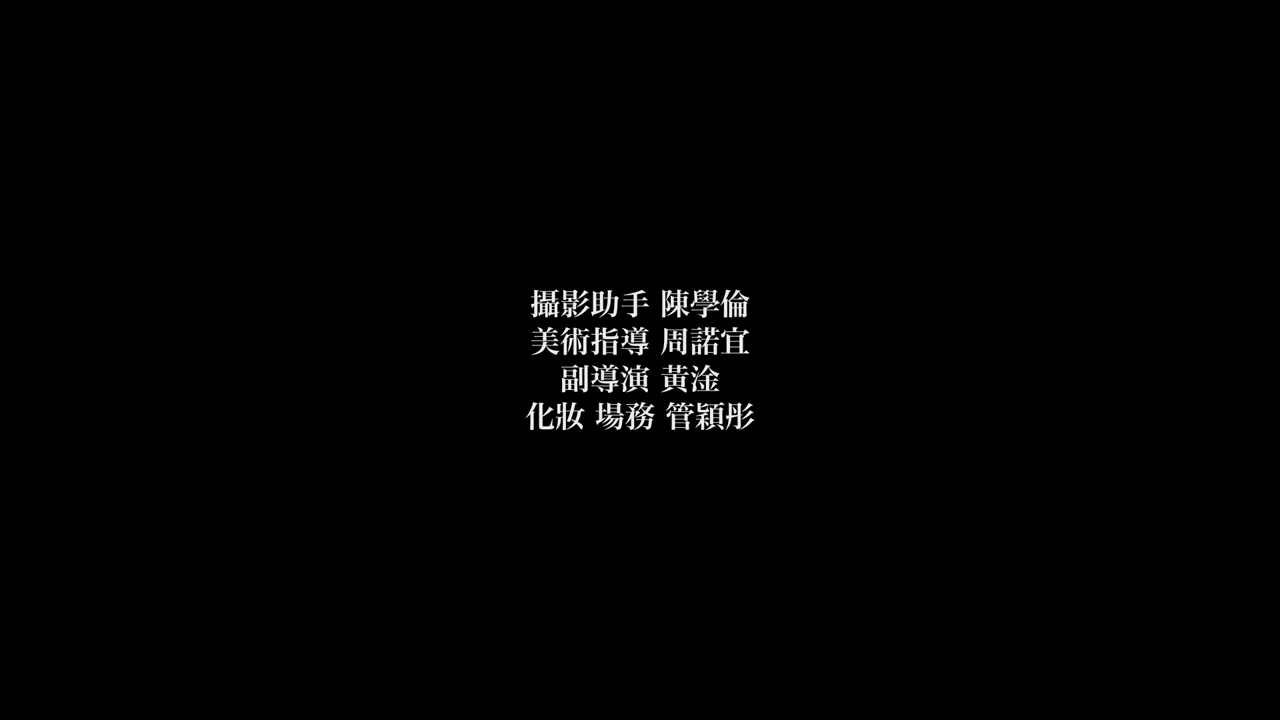 攝影助手 陳學倫
美術指導 周諾宜
副導演 黃淦
化妝 場務 管穎彤